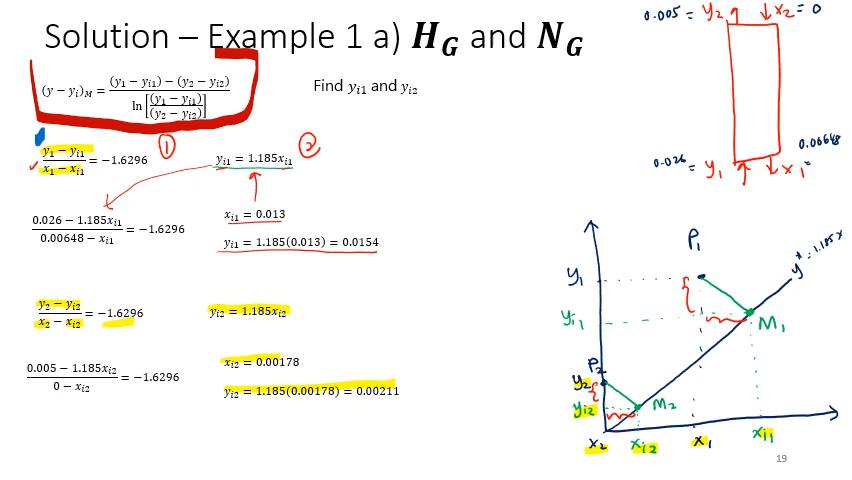 Solution – Example 1 a) H_G and N_G
(y − y_i)_M = (y_1 − y_i1) − (y_2 − y_i2) / ln [(y_1 − y_i1) / (y_2 − y_i2)]
Find y_i1 and y_i2
①
✓ y_1 − y_i1 / x_1 − x_i1 = −1.6296
y_i1 = 1.185x_i1 ②
0.026 − 1.185x_i1 / 0.00648 − x_i1 = −1.6296
x_i1 = 0.013
y_i1 = 1.185(0.013) = 0.0154
y_2 − y_i2 / x_2 − x_i2 = −1.6296
y_i2 = 1.185x_i2
0.005 − 1.185x_i2 / 0 − x_i2 = −1.6296
x_i2 = 0.00178
y_i2 = 1.185(0.00178) = 0.00211
0.005 = y_2
x_2 = 0
0.026 = y_1
x_1 = 0.00648
P_1
y* = 1.185x
y_1
y_i1
M_1
P_2
y_2
y_i2
M_2
x_2
x_i2
x_1
x_i1
19